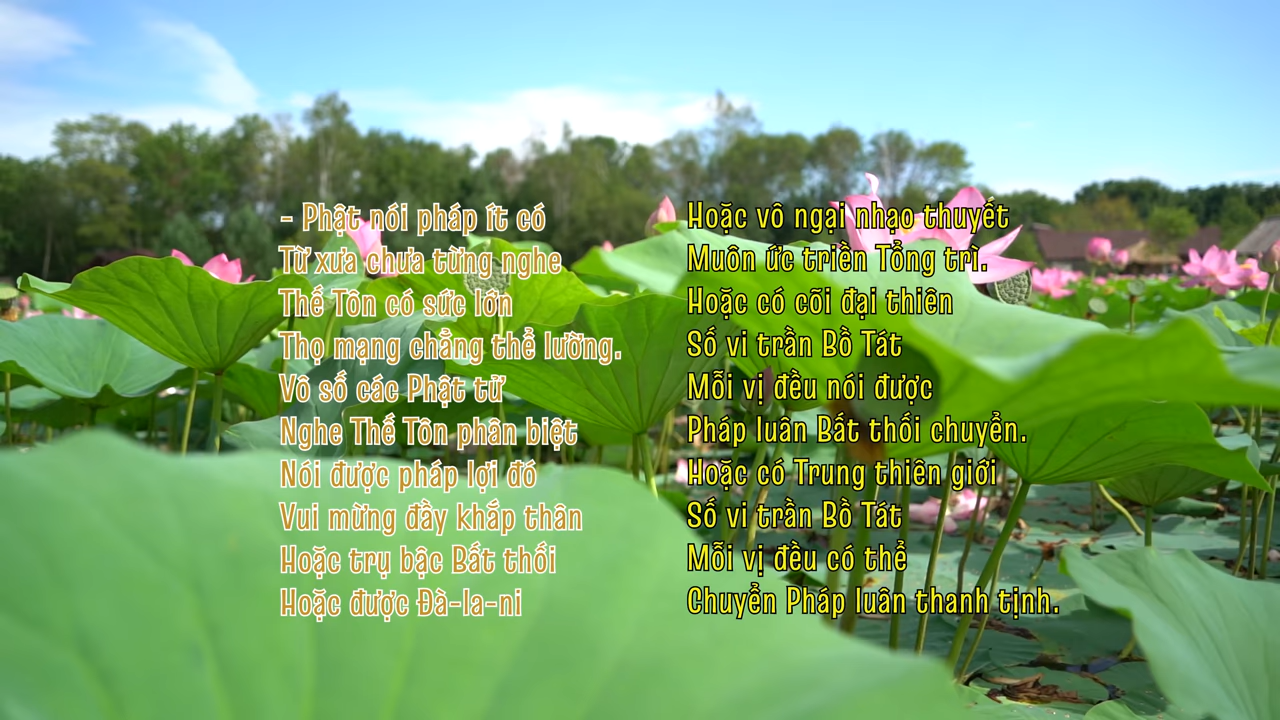 - Phật nói pháp ít có
Từ xưa chưa từng nghe
Thế Tôn có sức lớn
Thọ mạng chẳng thể lường.
Vô số các Phật tử
Nghe Thế Tôn phân biệt
Nói được pháp lợi đó
Vui mừng đầy khắp thân
Hoặc trụ bậc Bất thối
Hoặc được Đà-la-ni
Hoặc vô ngại nhạo thuyết
Muôn ức triền Tổng trì.
Hoặc có cõi đại thiên
Số vi trần Bồ Tát
Mỗi vị đều nói được
Pháp luân Bất thối chuyển.
Hoặc có Trung thiên giới
Số vi trần Bồ Tát
Mỗi vị đều có thể
Chuyển Pháp luân thanh tịnh.